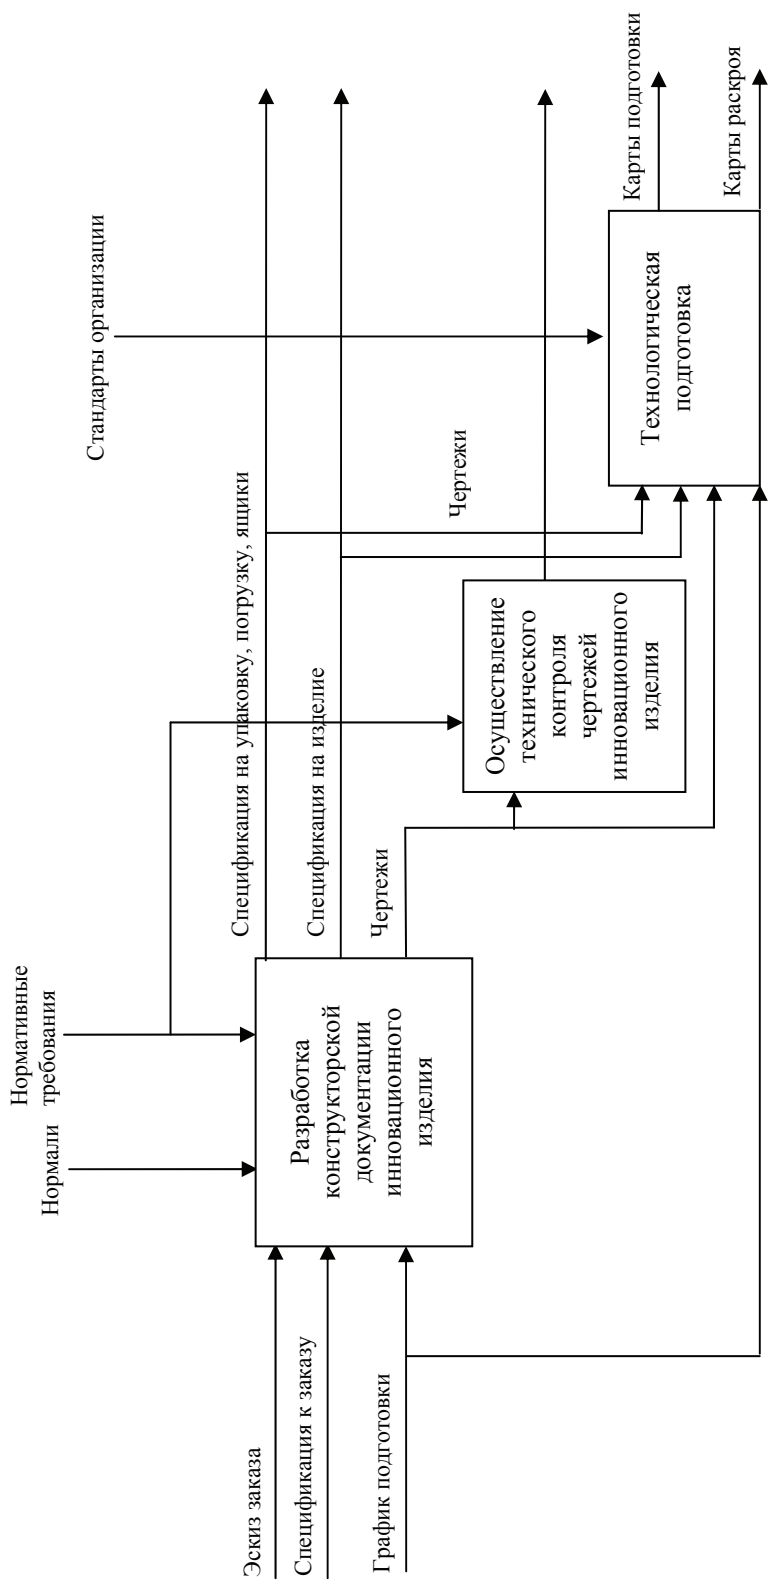 Нормативные
Нормали требования
Стандарты организации
Эскиз заказа
Спецификация к заказу
График подготовки
Разработка
конструкторской
документации
инновационного
изделия
Спецификация на упаковку, погрузку, ящики
Спецификация на изделие
Чертежи
Осуществление
технического
контроля
чертежей
инновационного
изделия
Чертежи
Технологическая
подготовка
Карты подготовки
Карты раскроя